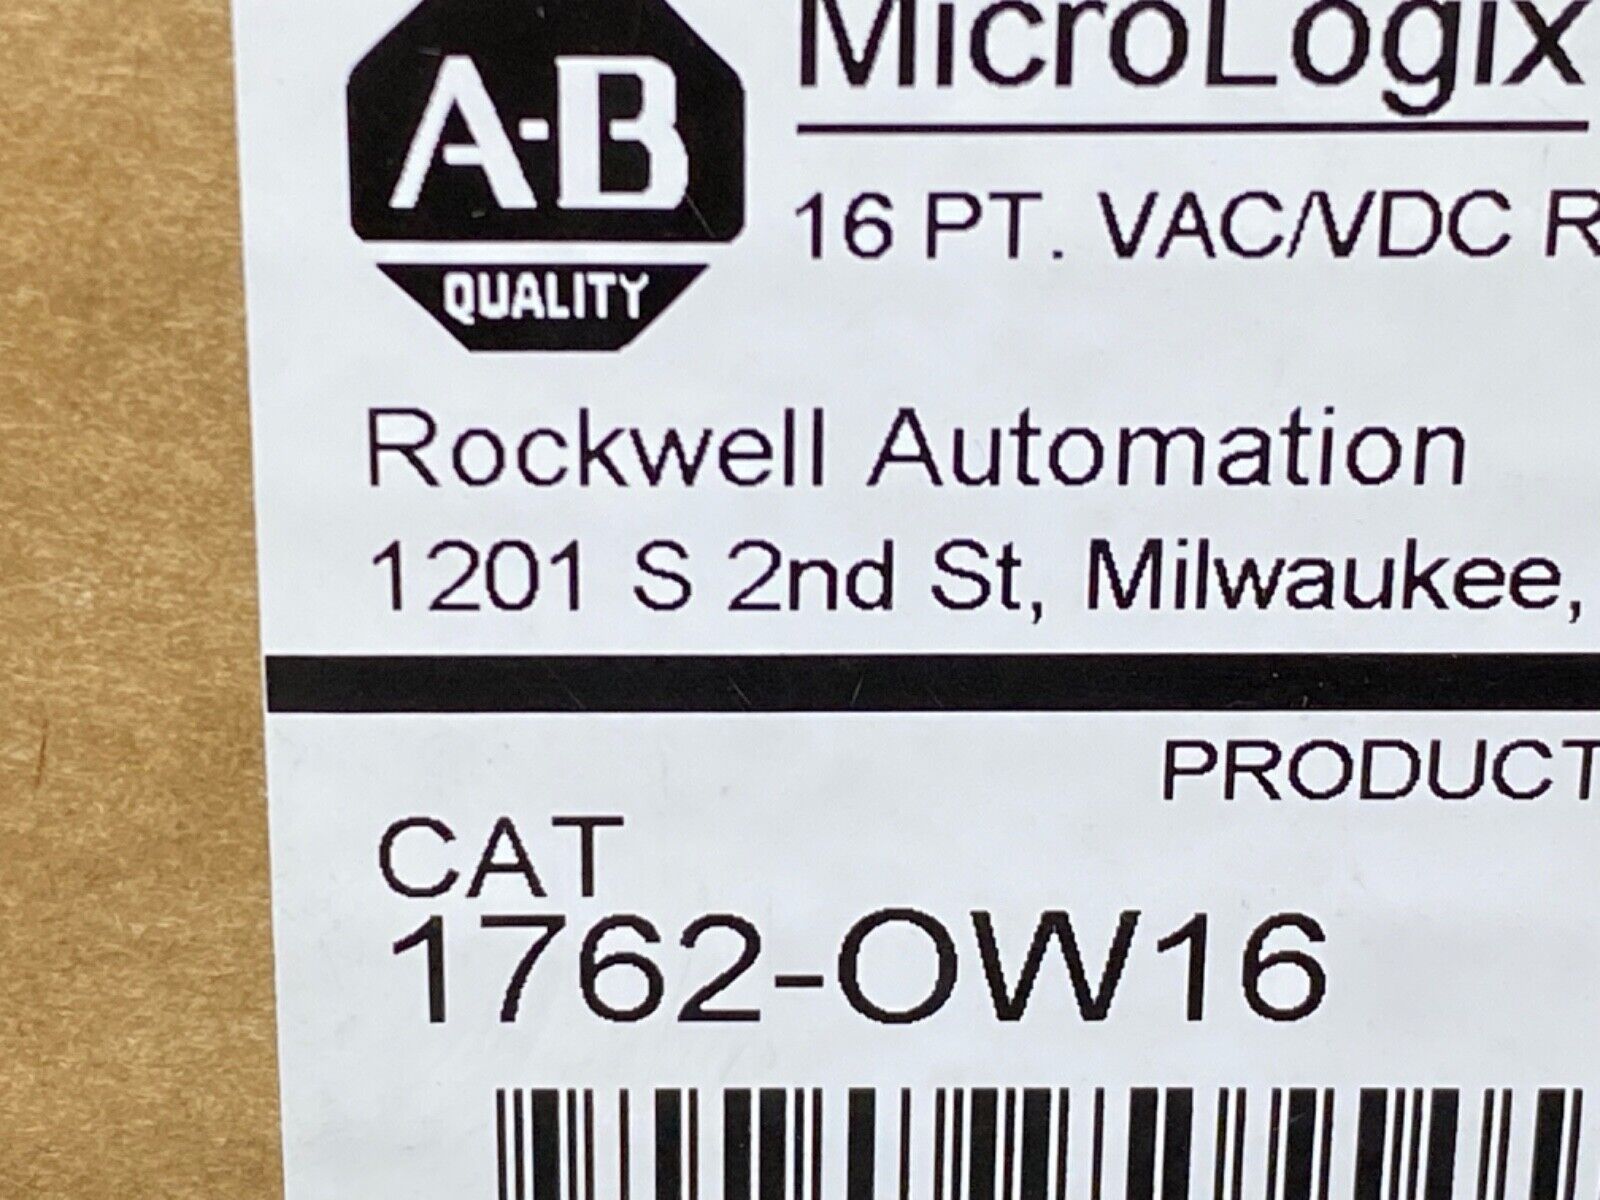 A-B
QUALITY
MicroLogix
16 PT. VAC/VDC R
Rockwell Automation
1201 S 2nd St, Milwaukee,
PRODUCT
CAT
1762-OW16